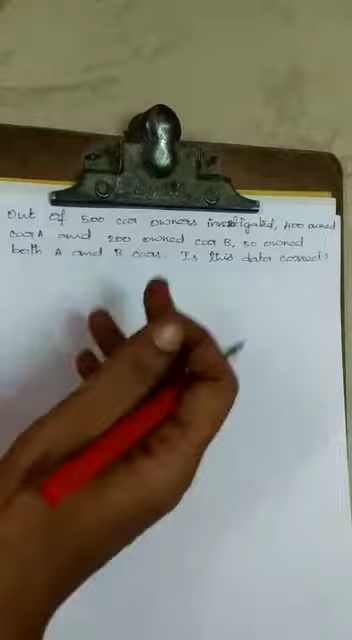 Out of 500 car owners investigated, 400 owned
car A and 200 owned car B, 50 owned
both A and B cars. Is this data correct?